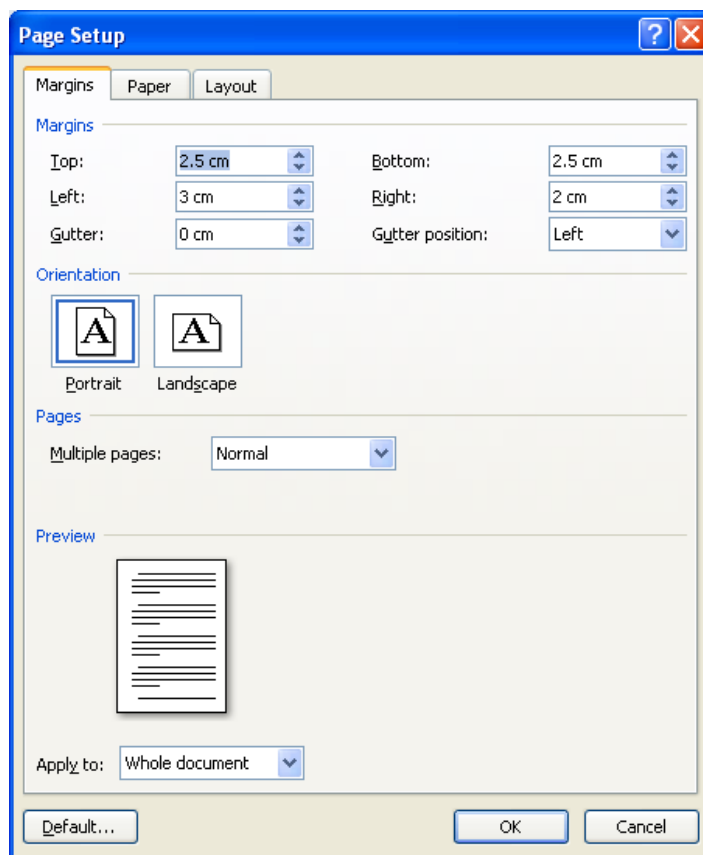 Page Setup
Margins Paper Layout
Margins
Top: 2.5 cm Bottom: 2.5 cm
Left: 3 cm Right: 2 cm
Gutter: 0 cm Gutter position: Left
Orientation
A A
Portrait Landscape
Pages
Multiple pages: Normal
Preview
Apply to: Whole document
Default... OK Cancel